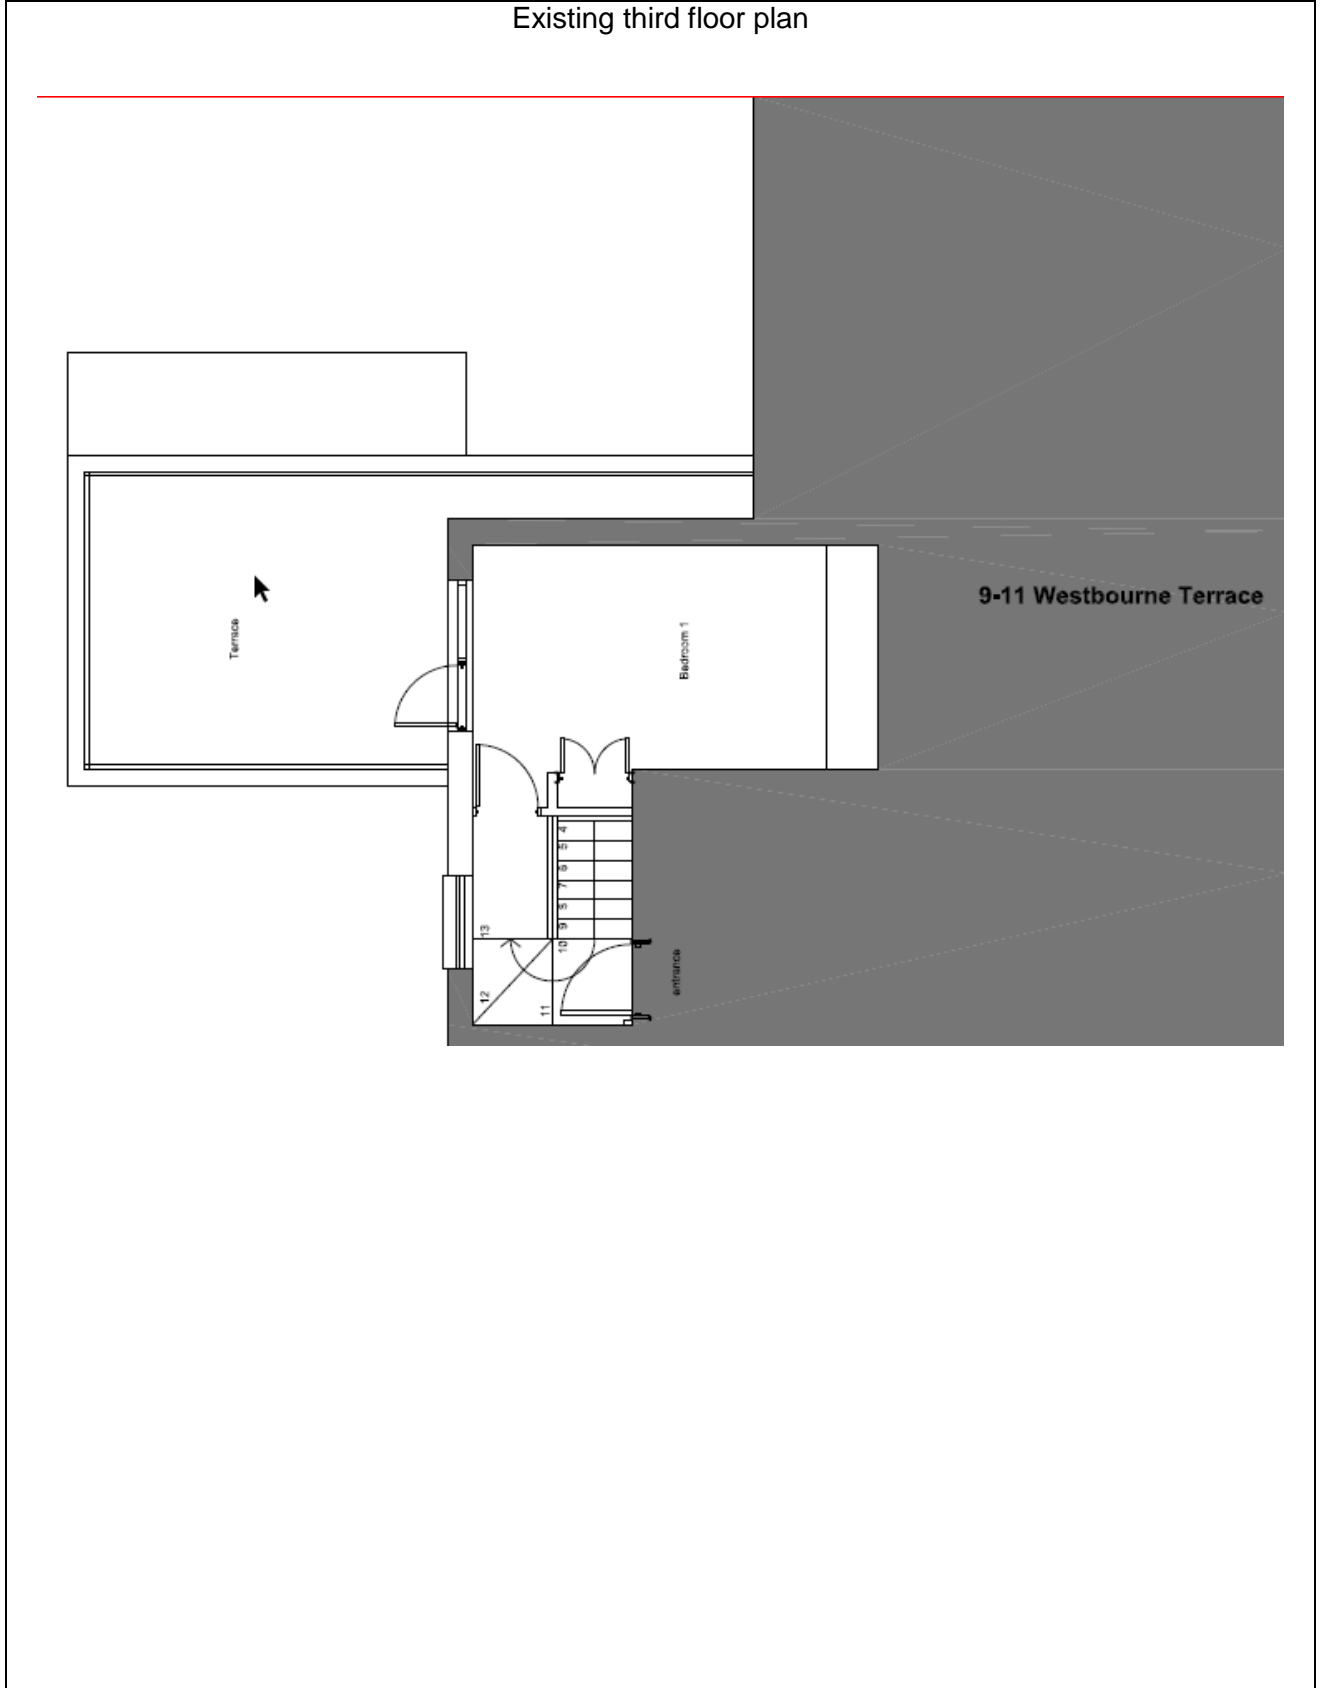 Existing third floor plan
9-11 Westbourne Terrace
Terrace
Bedroom 1
4
5
6
7
8
9
10
11
12
13
entrance